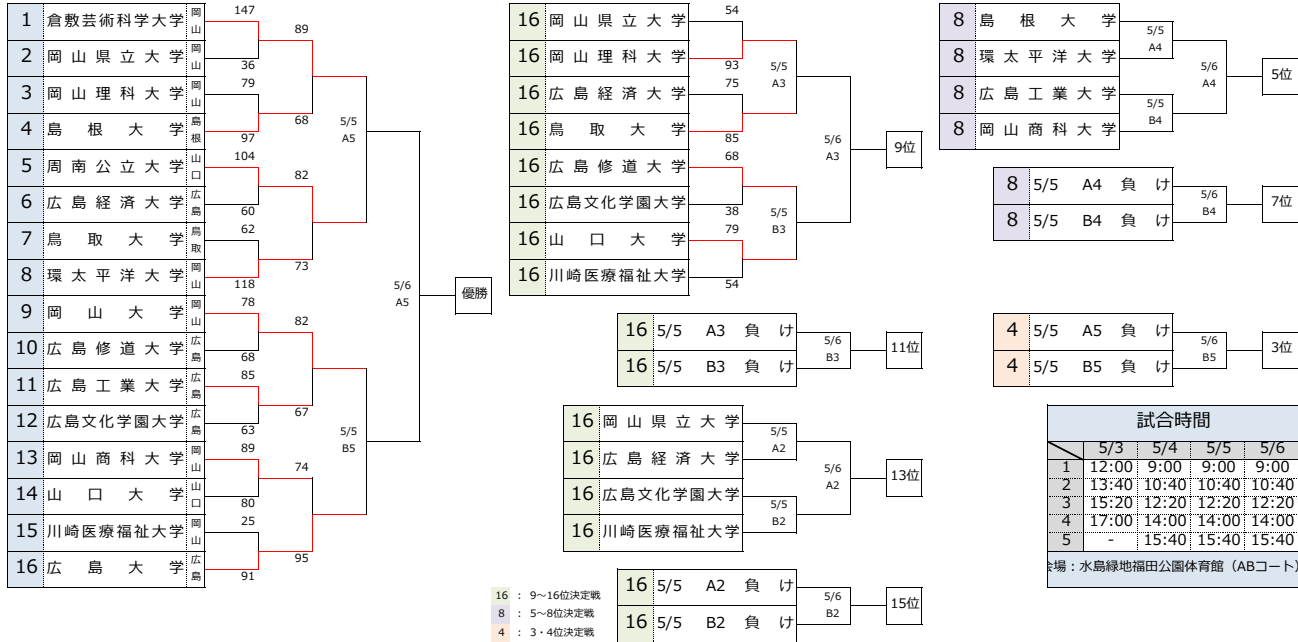 1 倉敷芸術科学大学 岡山 147
89
2 岡山県立大学 岡山 36
3 岡山理科大学 岡山 79
68
4 島根大学 島根 97
5/5 A5
5 周南公立大学 山口 104
82
6 広島経済大学 広島 60
7 鳥取大学 鳥取 62
73
8 環太平洋大学 岡山 118
5/6 A5
優勝
9 岡山大学 岡山 78
82
10 広島修道大学 広島 68
11 広島工業大学 広島 85
67
12 広島文化学園大学 広島 63
5/5 B5
13 岡山商科大学 岡山 89
74
14 山口大学 山口 80
15 川崎医療福祉大学 岡山 25
95
16 広島大学 広島 91
16 岡山県立大学 54
16 岡山理科大学 93
5/5 A3
16 広島経済大学 75
16 鳥取大学 85
5/6 A3
9位
16 広島修道大学 68
16 広島文化学園大学 38
5/5 B3
16 山口大学 79
16 川崎医療福祉大学 54
16 5/5 A3 負け
5/6 B3
11位
16 5/5 B3 負け
16 岡山県立大学
5/5 A2
16 広島経済大学
5/6 A2
13位
16 広島文化学園大学
5/5 B2
16 川崎医療福祉大学
16 5/5 A2 負け
5/6 B2
15位
16 5/5 B2 負け
16 : 9~16位決定戦
8 : 5~8位決定戦
4 : 3・4位決定戦
8 島根大学
5/5 A4
8 環太平洋大学
5/6 A4
5位
8 広島工業大学
5/5 B4
8 岡山商科大学
8 5/5 A4 負け
5/6 B4
7位
8 5/5 B4 負け
4 5/5 A5 負け
5/6 B5
3位
4 5/5 B5 負け
試合時間
5/3 5/4 5/5 5/6
1 12:00 9:00 9:00 9:00
2 13:40 10:40 10:40 10:40
3 15:20 12:20 12:20 12:20
4 17:00 14:00 14:00 14:00
5 - 15:40 15:40 15:40
会場：水島緑地福田公園体育館（ABコート）